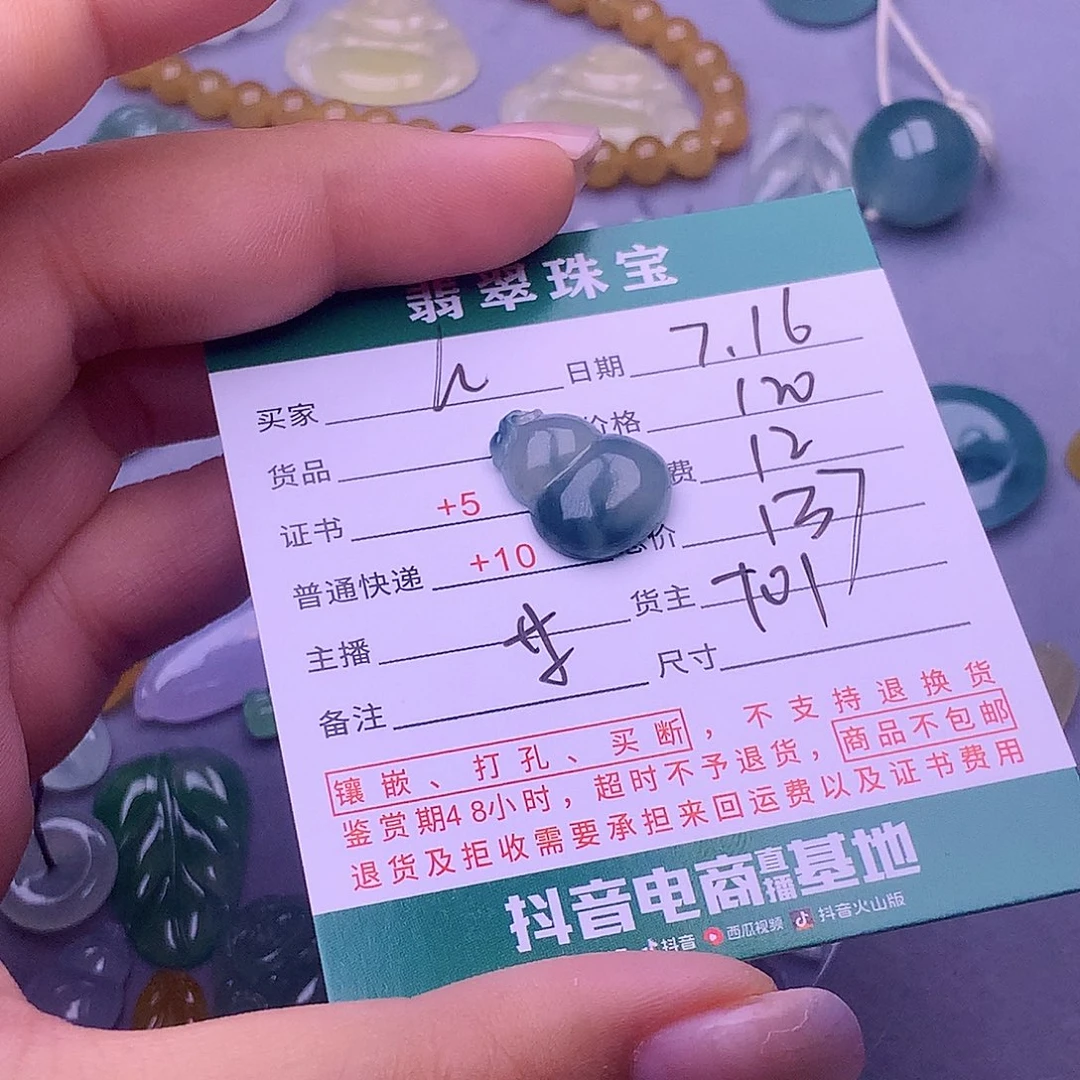 翡翠珠宝
买家 h 日期 7.16
货品 价格 120
证书 +5 费 12
普通快递 +10 总价 137
主播 货主 401
备注 尺寸
镶嵌、打孔、买断，不支持退换货
鉴赏期48小时，超时不予退货，商品不包邮
退货及拒收需要承担来回运费以及证书费用
抖音电商直播基地
抖音 西瓜视频 抖音火山版